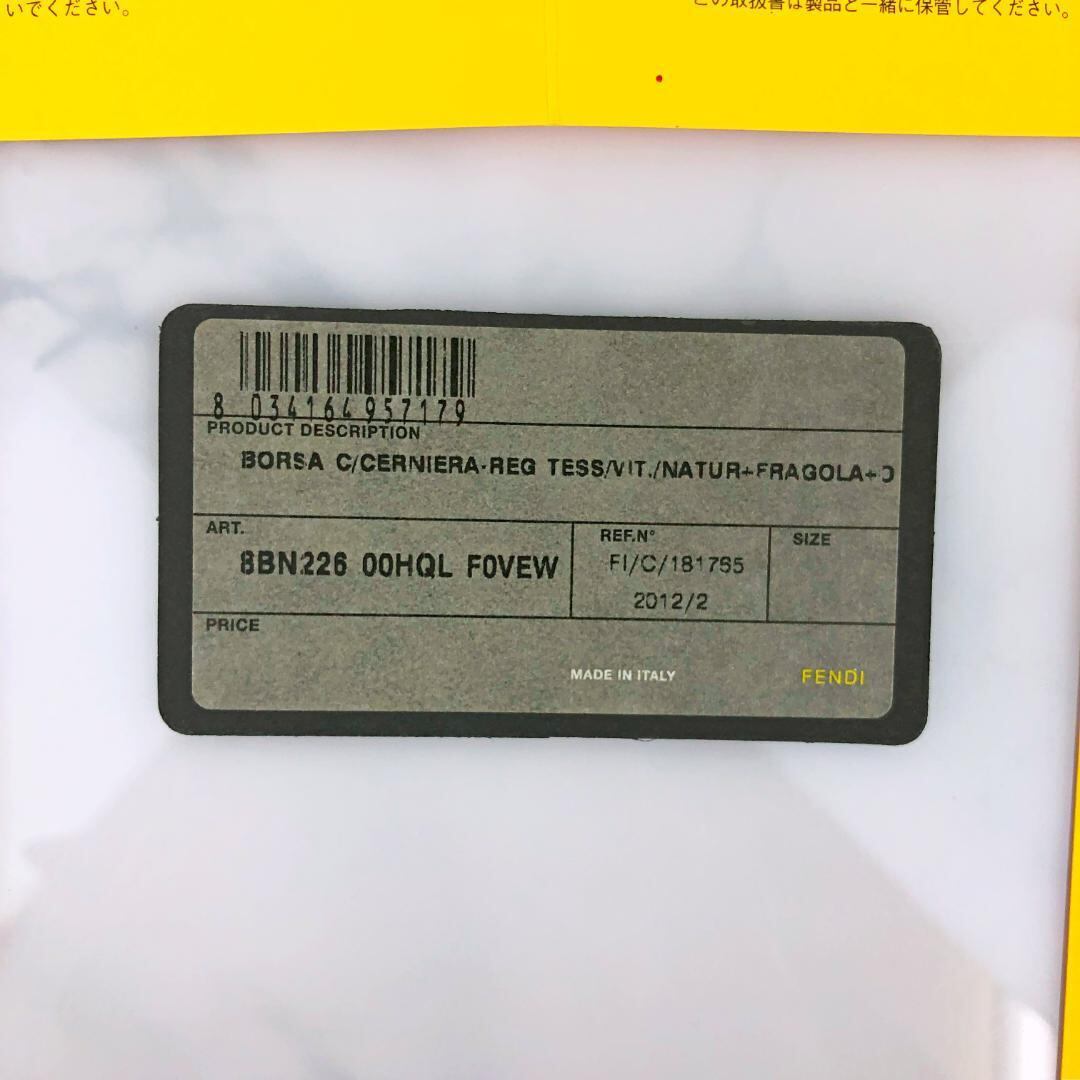 いでください。
この取扱書は製品と一緒に保管してください。
8 034164 957179
PRODUCT DESCRIPTION
BORSA C/CERNIERA-REG TESS/VIT./NATUR+FRAGOLA+O
ART.
8BN226 00HQL F0VEW
REF.N°
FI/C/181765
2012/2
SIZE
PRICE
MADE IN ITALY
FENDI